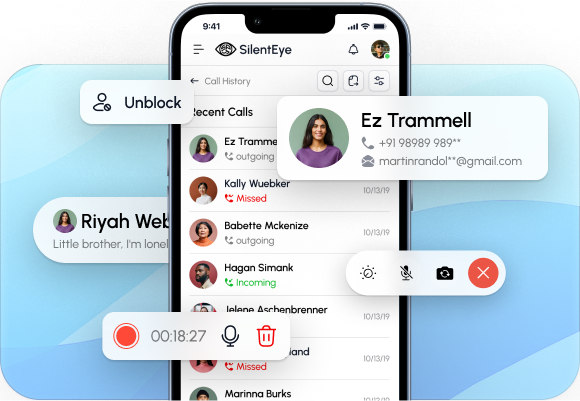 9:41
SilentEye
Call History
Unblock
Recent Calls
Ez Trammell
+91 98989 989**
martinrandol**@gmail.com
Ez Tramme
outgoing
Kally Wuebker
Missed
10/13/19
Riyah Web
Little brother, I'm lonel
Babette Mckenize
outgoing
10/13/19
Hagan Simank
Incoming
Jelene Aschenbrenner
10/13/19
00:18:27
Missed
10/13/19
Marinna Burks
10/13/19